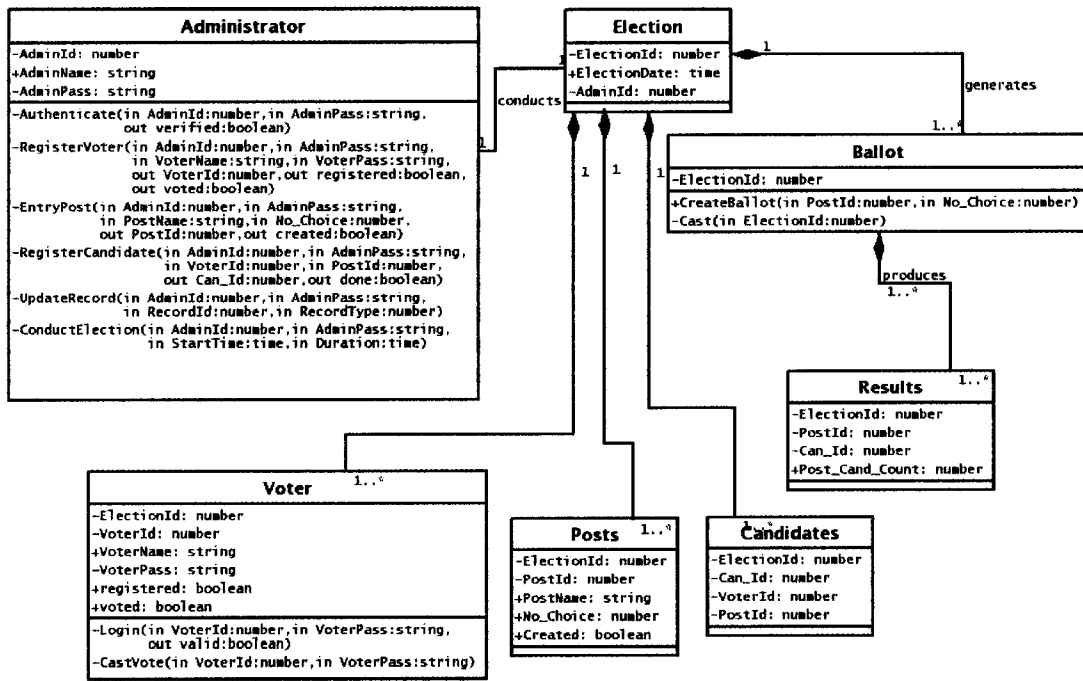 Administrator
-AdminId: number
+AdminName: string
-AdminPass: string
-Authenticate(in AdminId:number,in AdminPass:string,
out verified:boolean)
-RegisterVoter(in AdminId:number,in AdminPass:string,
in VoterName:string,in VoterPass:string,
out VoterId:number,out registered:boolean,
out voted:boolean)
-EntryPost(in AdminId:number,in AdminPass:string,
in PostName:string,in No_Choice:number,
out PostId:number,out created:boolean)
-RegisterCandidate(in AdminId:number,in AdminPass:string,
in VoterId:number,in PostId:number,
out Can_Id:number,out done:boolean)
-UpdateRecord(in AdminId:number,in AdminPass:string,
in RecordId:number,in RecordType:number)
-ConductElection(in AdminId:number,in AdminPass:string,
in StartTime:time,in Duration:time)
1
conducts
1
Election
-ElectionId: number
+ElectionDate: time
-AdminId: number
1
generates
1..*
1
1
1
Ballot
-ElectionId: number
+CreateBallot(in PostId:number,in No_Choice:number)
-Cast(in ElectionId:number)
produces
1..*
1..*
Results
-ElectionId: number
-PostId: number
-Can_Id: number
+Post_Cand_Count: number
1..*
Voter
-ElectionId: number
-VoterId: number
+VoterName: string
-VoterPass: string
+registered: boolean
+voted: boolean
-Login(in VoterId:number,in VoterPass:string,
out valid:boolean)
-CastVote(in VoterId:number,in VoterPass:string)
1..*
Posts
-ElectionId: number
-PostId: number
+PostName: string
+No_Choice: number
+Created: boolean
1..*
Candidates
-ElectionId: number
-Can_Id: number
-VoterId: number
-PostId: number